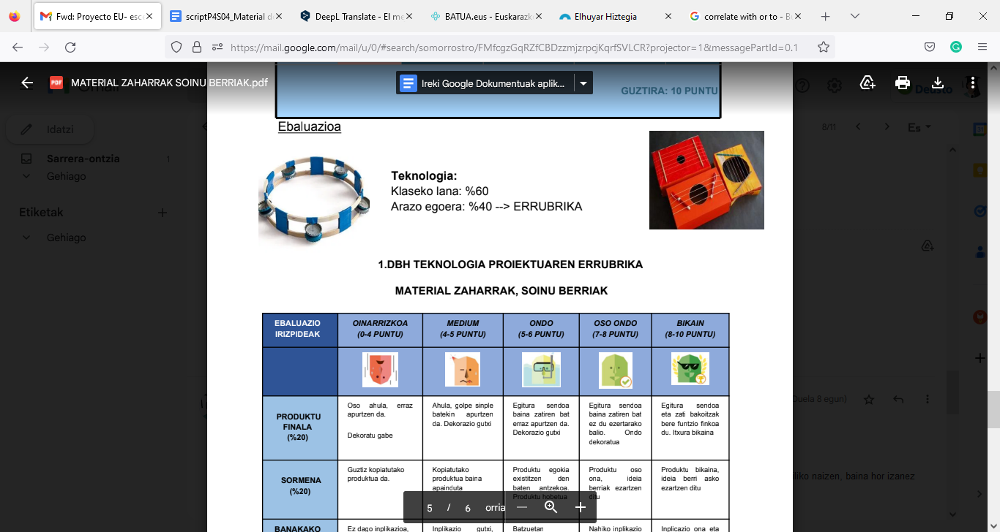 Fwd: Proyecto EU- esc
scriptP4S04_Material d
DeepL Translate - El me
BATUA.eus - Euskarazk
Elhuyar Hiztegia
correlate with or to - B
https://mail.google.com/mail/u/0/#search/somorrostro/FMfcgzGqRZfCBDzzmjzrpcjKqrfSVLCR?projector=1&messagePartId=0.1
PDF
MATERIAL ZAHARRAK SOINU BERRIAK.pdf
Ireki Google Dokumentuak aplik...
Deusto
Idatzi
Sarrera-ontzia 1
Gehiago
Etiketak
Gehiago
8/11
Es
GUZTIRA: 10 PUNTU
Ebaluazioa
Teknologia:
Klaseko lana: %60
Arazo egoera: %40 --> ERRUBRIKA
1.DBH TEKNOLOGIA PROIEKTUAREN ERRUBRIKA
MATERIAL ZAHARRAK, SOINU BERRIAK
EBALUAZIO
IRIZPIDEAK
OINARRIZKOA
(0-4 PUNTU)
MEDIUM
(4-5 PUNTU)
ONDO
(5-6 PUNTU)
OSO ONDO
(7-8 PUNTU)
BIKAIN
(8-10 PUNTU)
PRODUKTU
FINALA
(%20)
Oso ahula, erraz
apurtzen da.
Dekoratu gabe
Ahula, golpe sinple
batekin apurtzen
da. Dekorazio gutxi
Egitura sendoa
baina zatiren bat
erraz apurtzen da.
Dekorazio gutxi
Egitura sendoa
baina zatiren bat
ez du ezertarako
balio. Ondo
dekoratua
Egitura sendoa
eta zati bakoitzak
bere funtzio finkoa
du. Itxura bikaina
SORMENA
(%20)
Guztiz kopiatutako
produktua da.
Kopiatutako
produktua baina
apainduta
Produktu egokia
existitzen den
baten antzekoa.
Produktu hobetua
Produktu oso
ona, ideia
berriak ezartzen
ditu
Produktu bikaina,
ideia berri asko
ezartzen ditu
BANAKAKO
Ez dago inplikazioa,
Inplikazio gutxi,
Batzuetan
Nahiko inplikazio
Inplicazio ona eta
5 / 6 orria
Duela 8 egun)
naizen, baina hor izanez